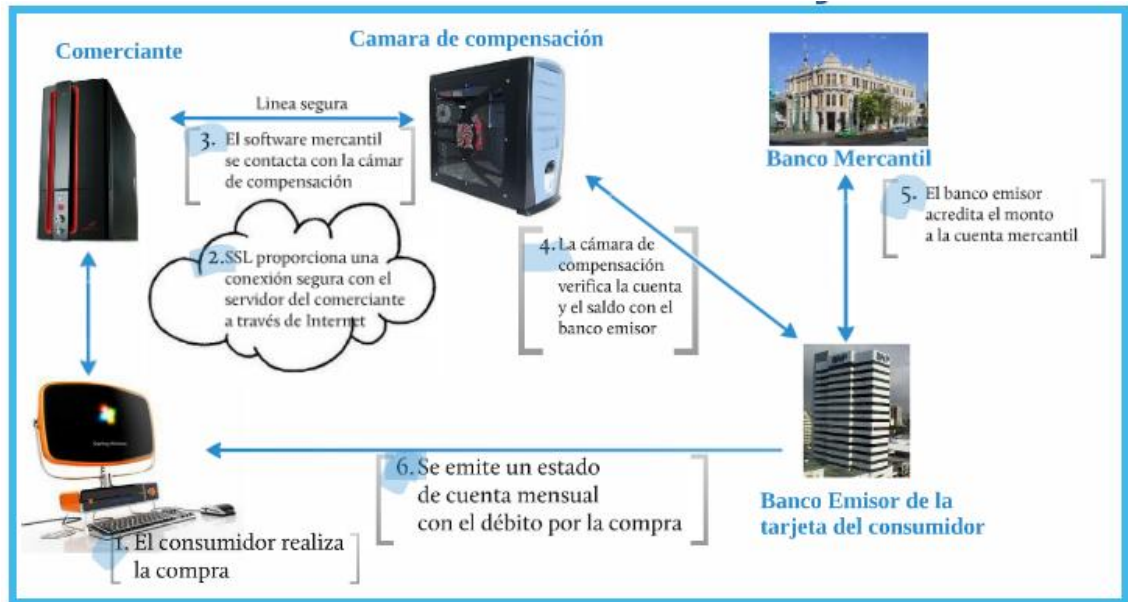 Comerciante
Camara de compensación
Linea segura
3. El software mercantil
se contacta con la cámar
de compensación
Banco Mercantil
5. El banco emisor
acredita el monto
a la cuenta mercantil
2. SSL proporciona una
conexión segura con el
servidor del comerciante
a través de Internet
4. La cámara de
compensación
verifica la cuenta
y el saldo con el
banco emisor
6. Se emite un estado
de cuenta mensual
con el débito por la compra
Banco Emisor de la
tarjeta del consumidor
1. El consumidor realiza
la compra